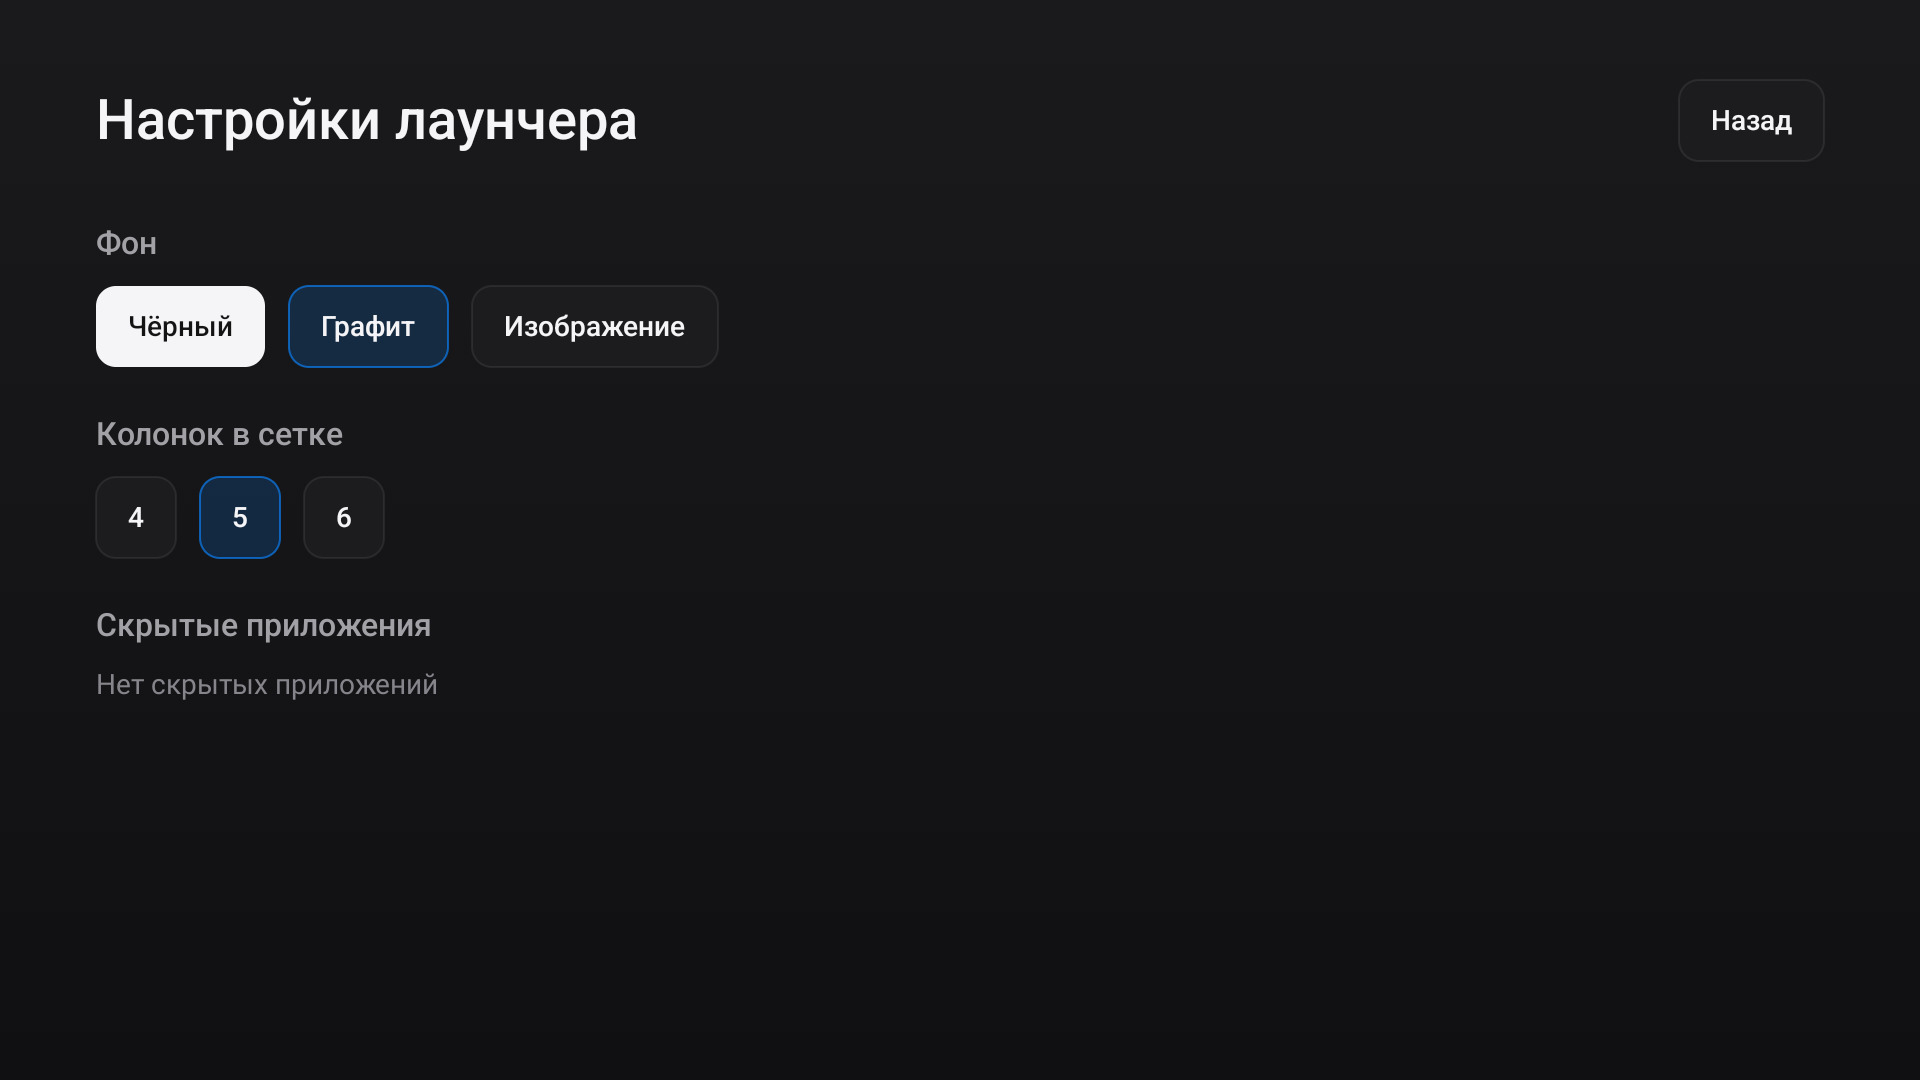 Настройки лаунчера
Назад
Фон
Чёрный
Графит
Изображение
Колонок в сетке
4
5
6
Скрытые приложения
Нет скрытых приложений